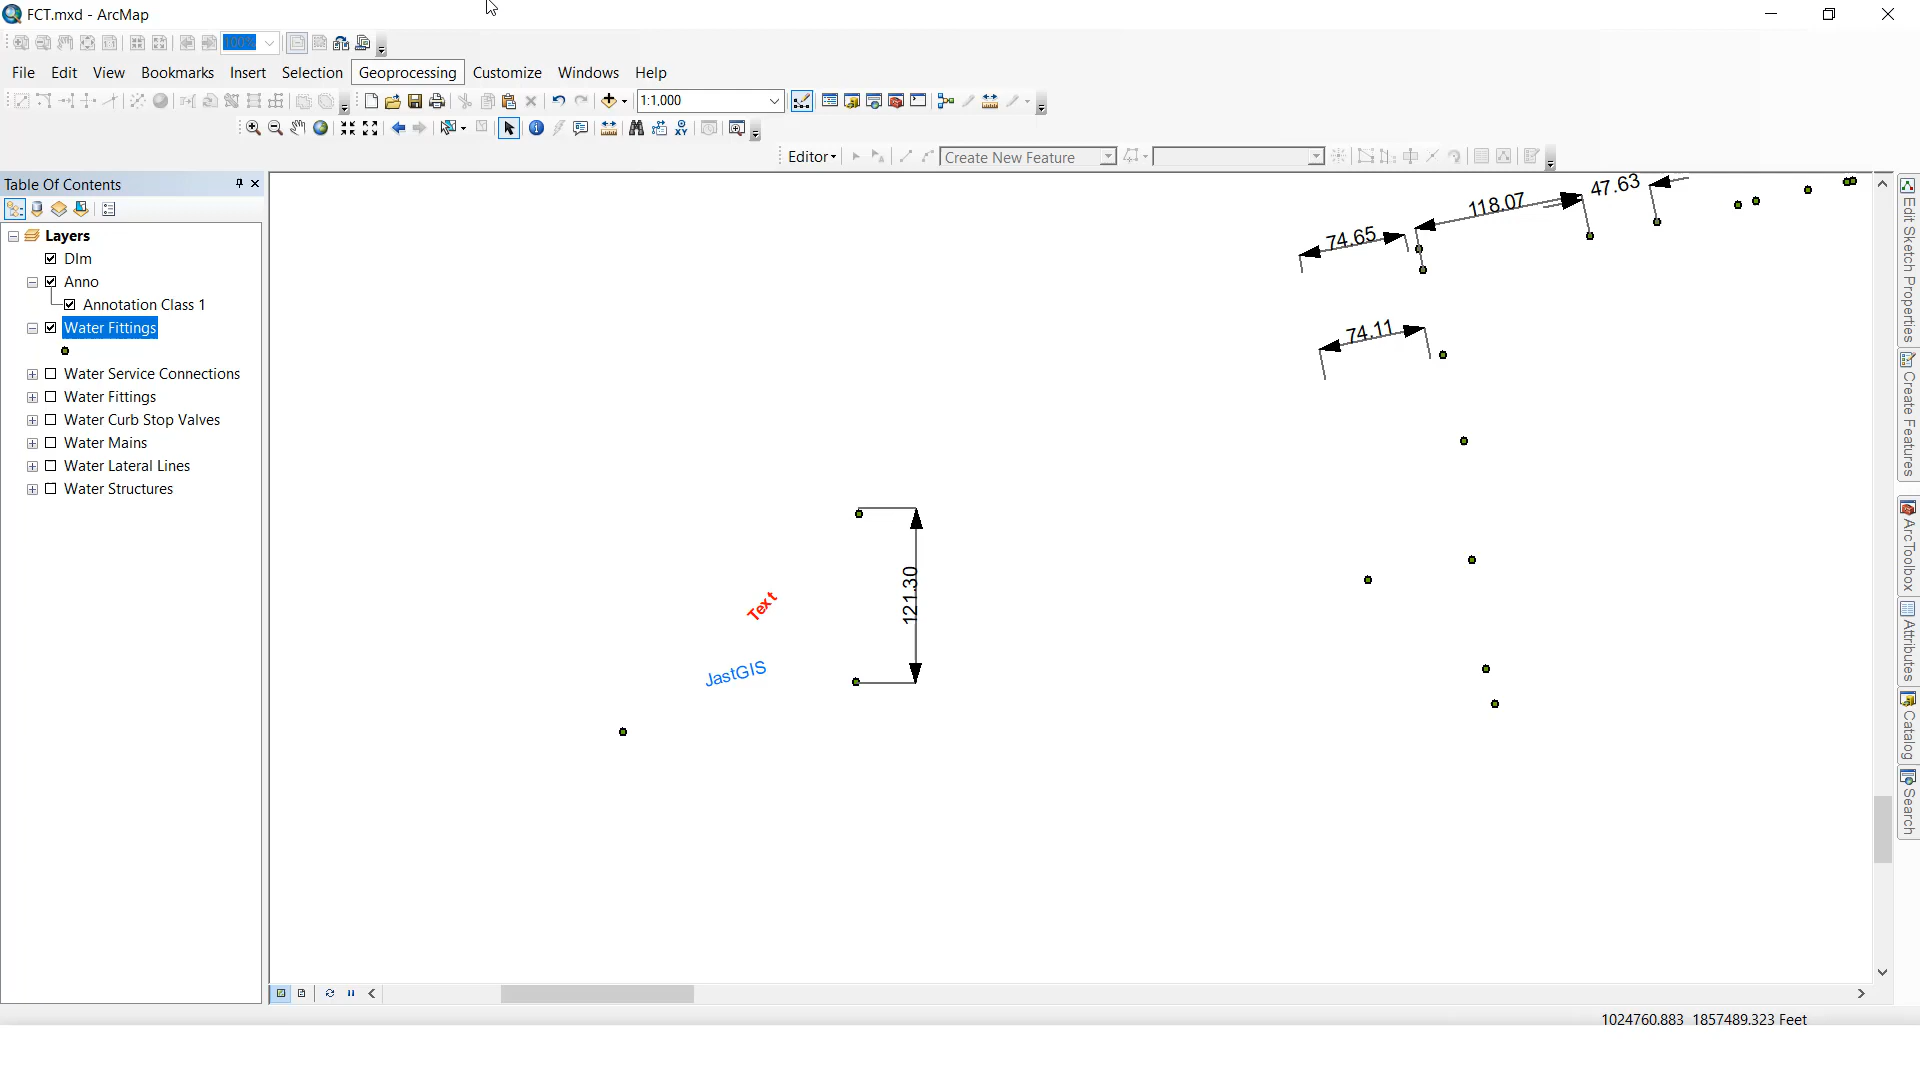 FCT.mxd - ArcMap
100%
File Edit View Bookmarks Insert Selection Geoprocessing Customize Windows Help
1:1,000
Editor Create New Feature
Table Of Contents
Layers
DIm
Anno
Annotation Class 1
Water Fittings
Water Service Connections
Water Fittings
Water Curb Stop Valves
Water Mains
Water Lateral Lines
Water Structures
47.63
118.07
74.65
74.11
121.30
Text
JastGIS
Edit Sketch Properties
Create Features
ArcToolbox
Attributes
Catalog
Search
1024760.883 1857489.323 Feet